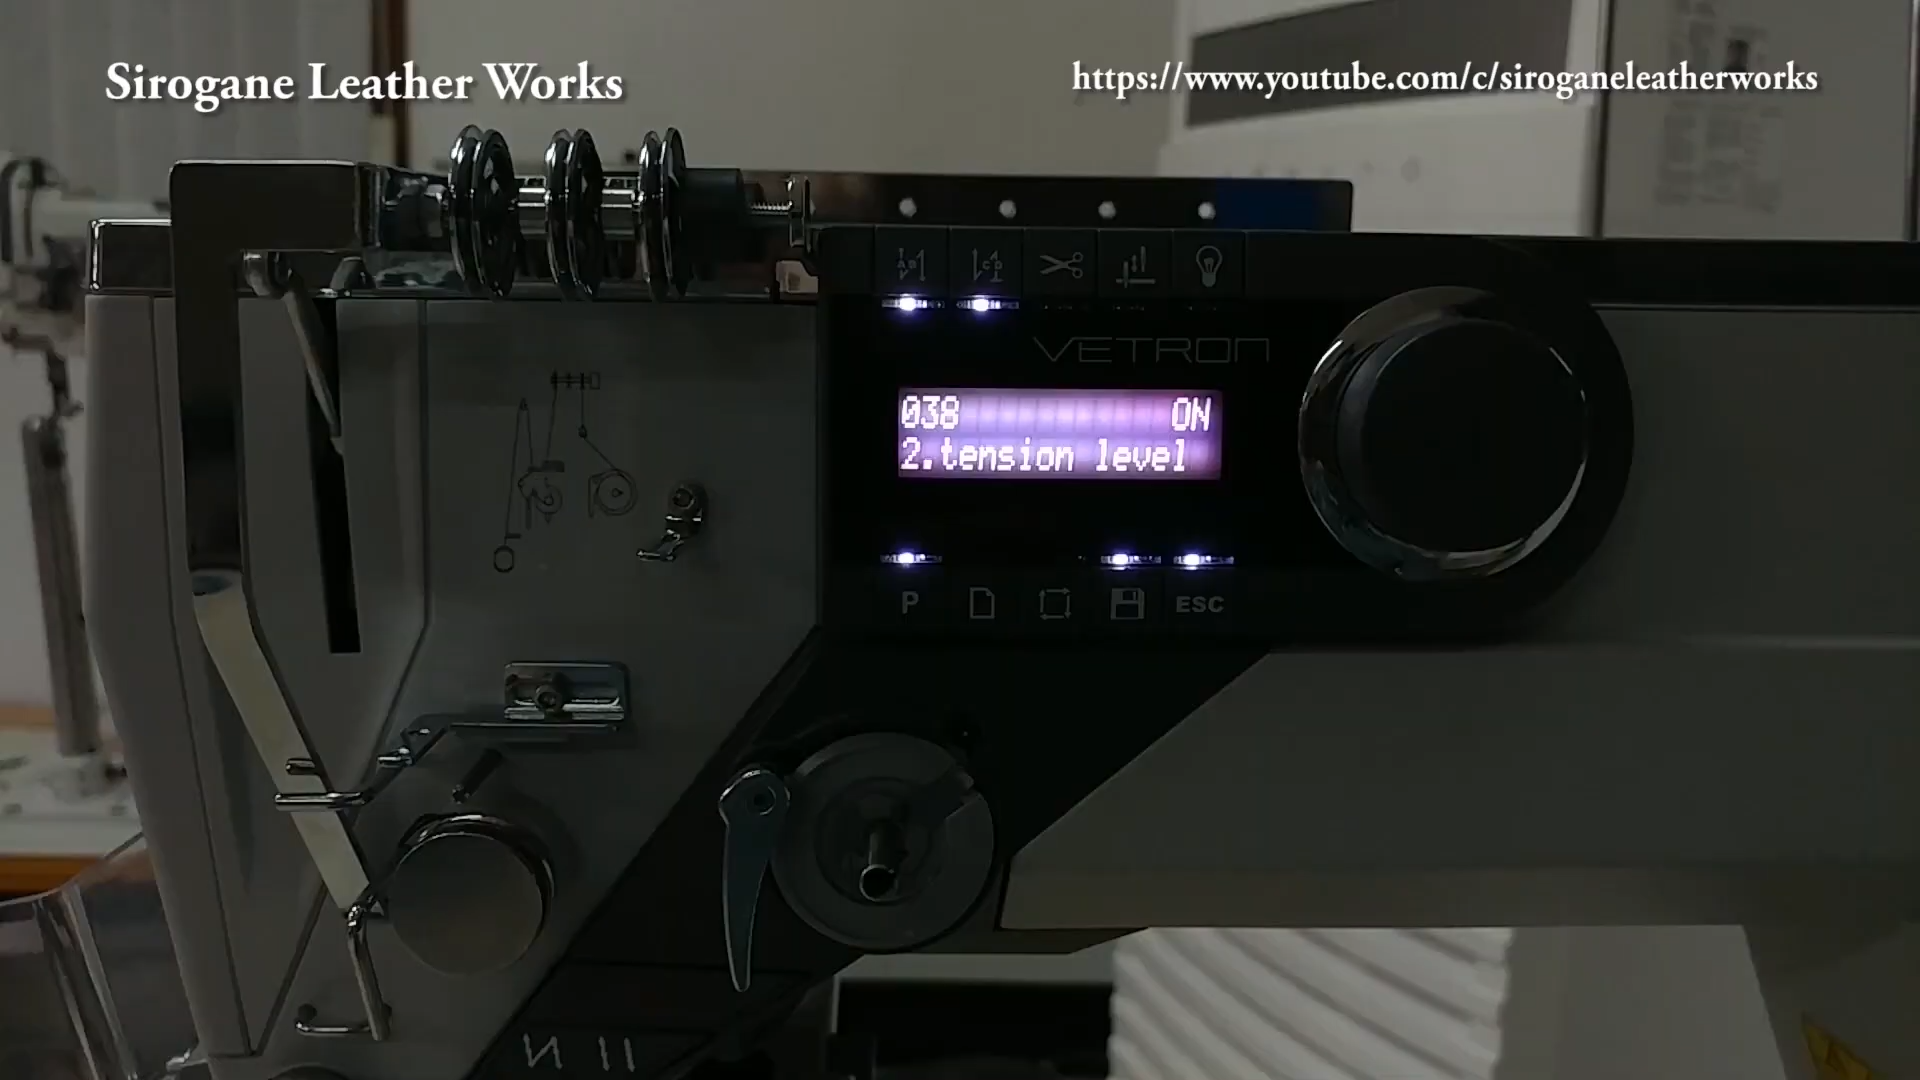 Sirogane Leather Works
https://www.youtube.com/c/siroganeleatherworks
VETRON
038 ON
2.tension level
P
ESC